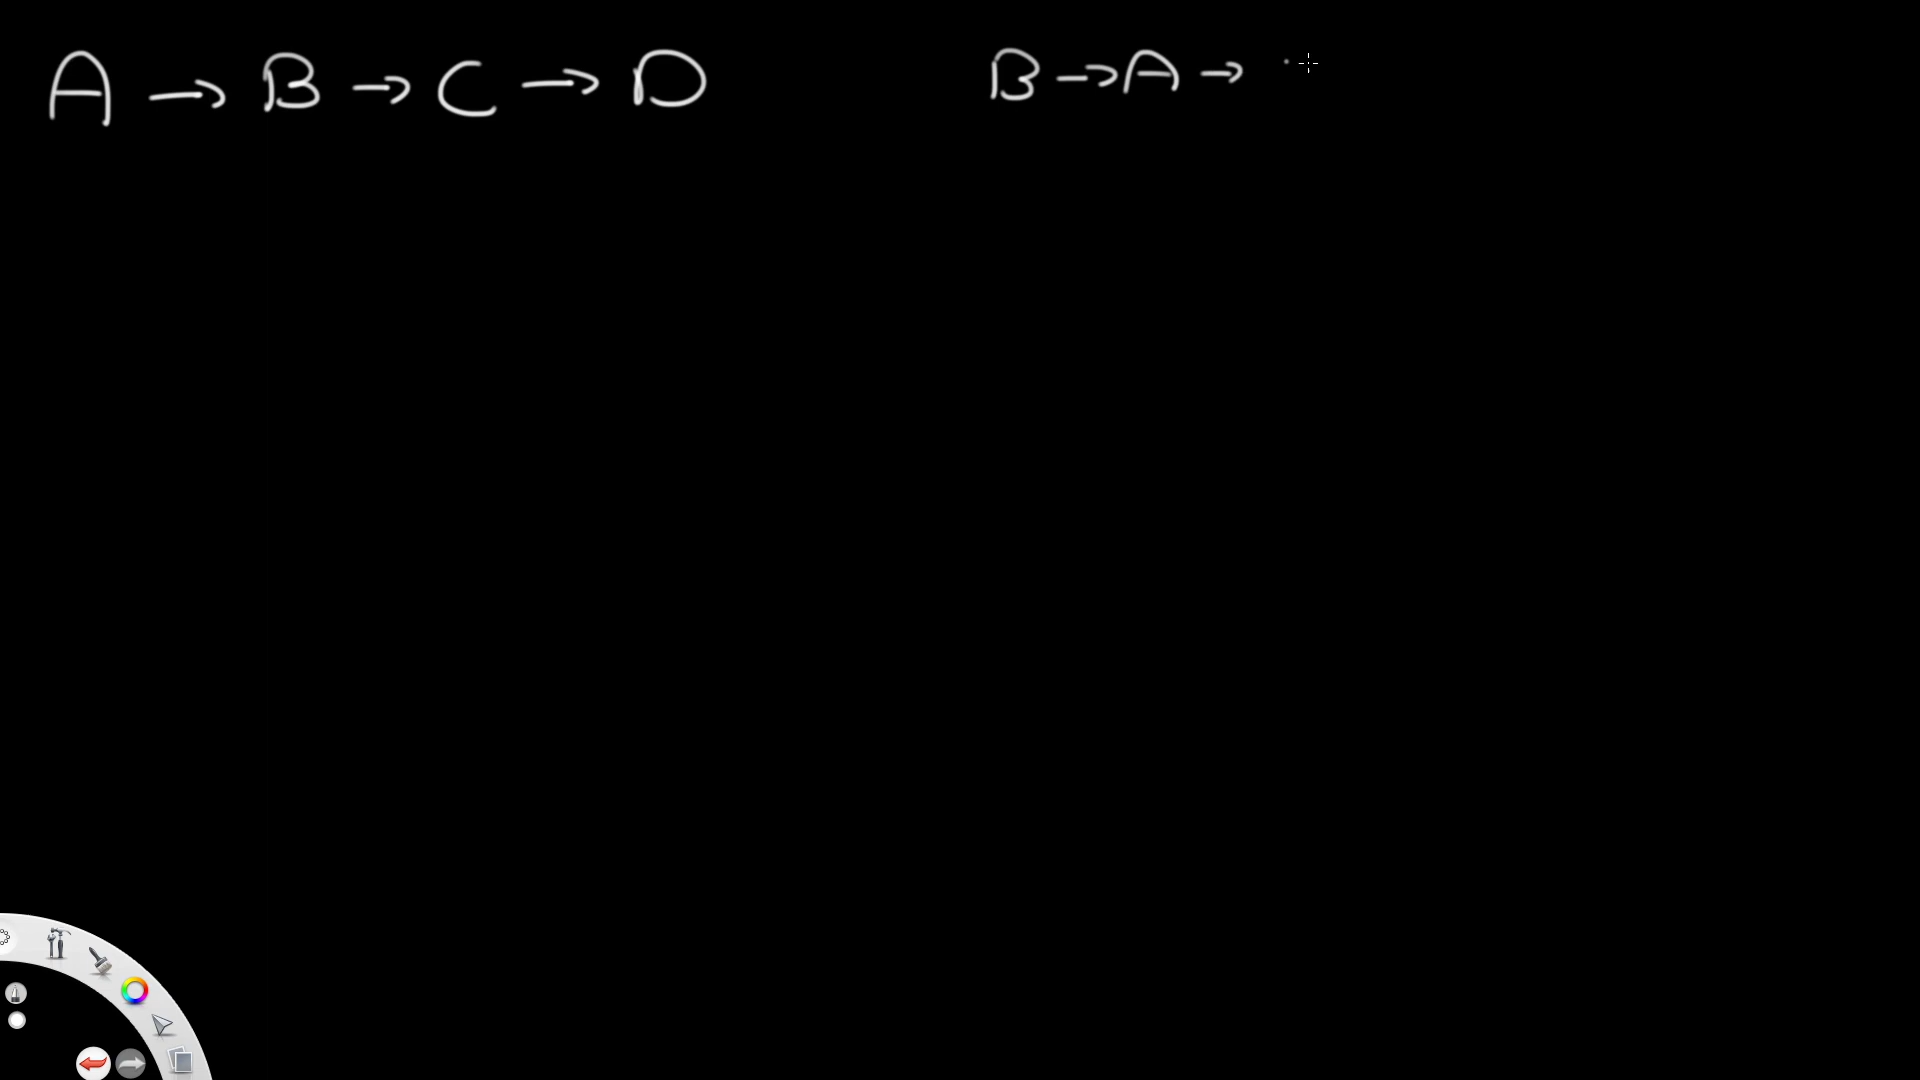 A → B → C → D
B → A →